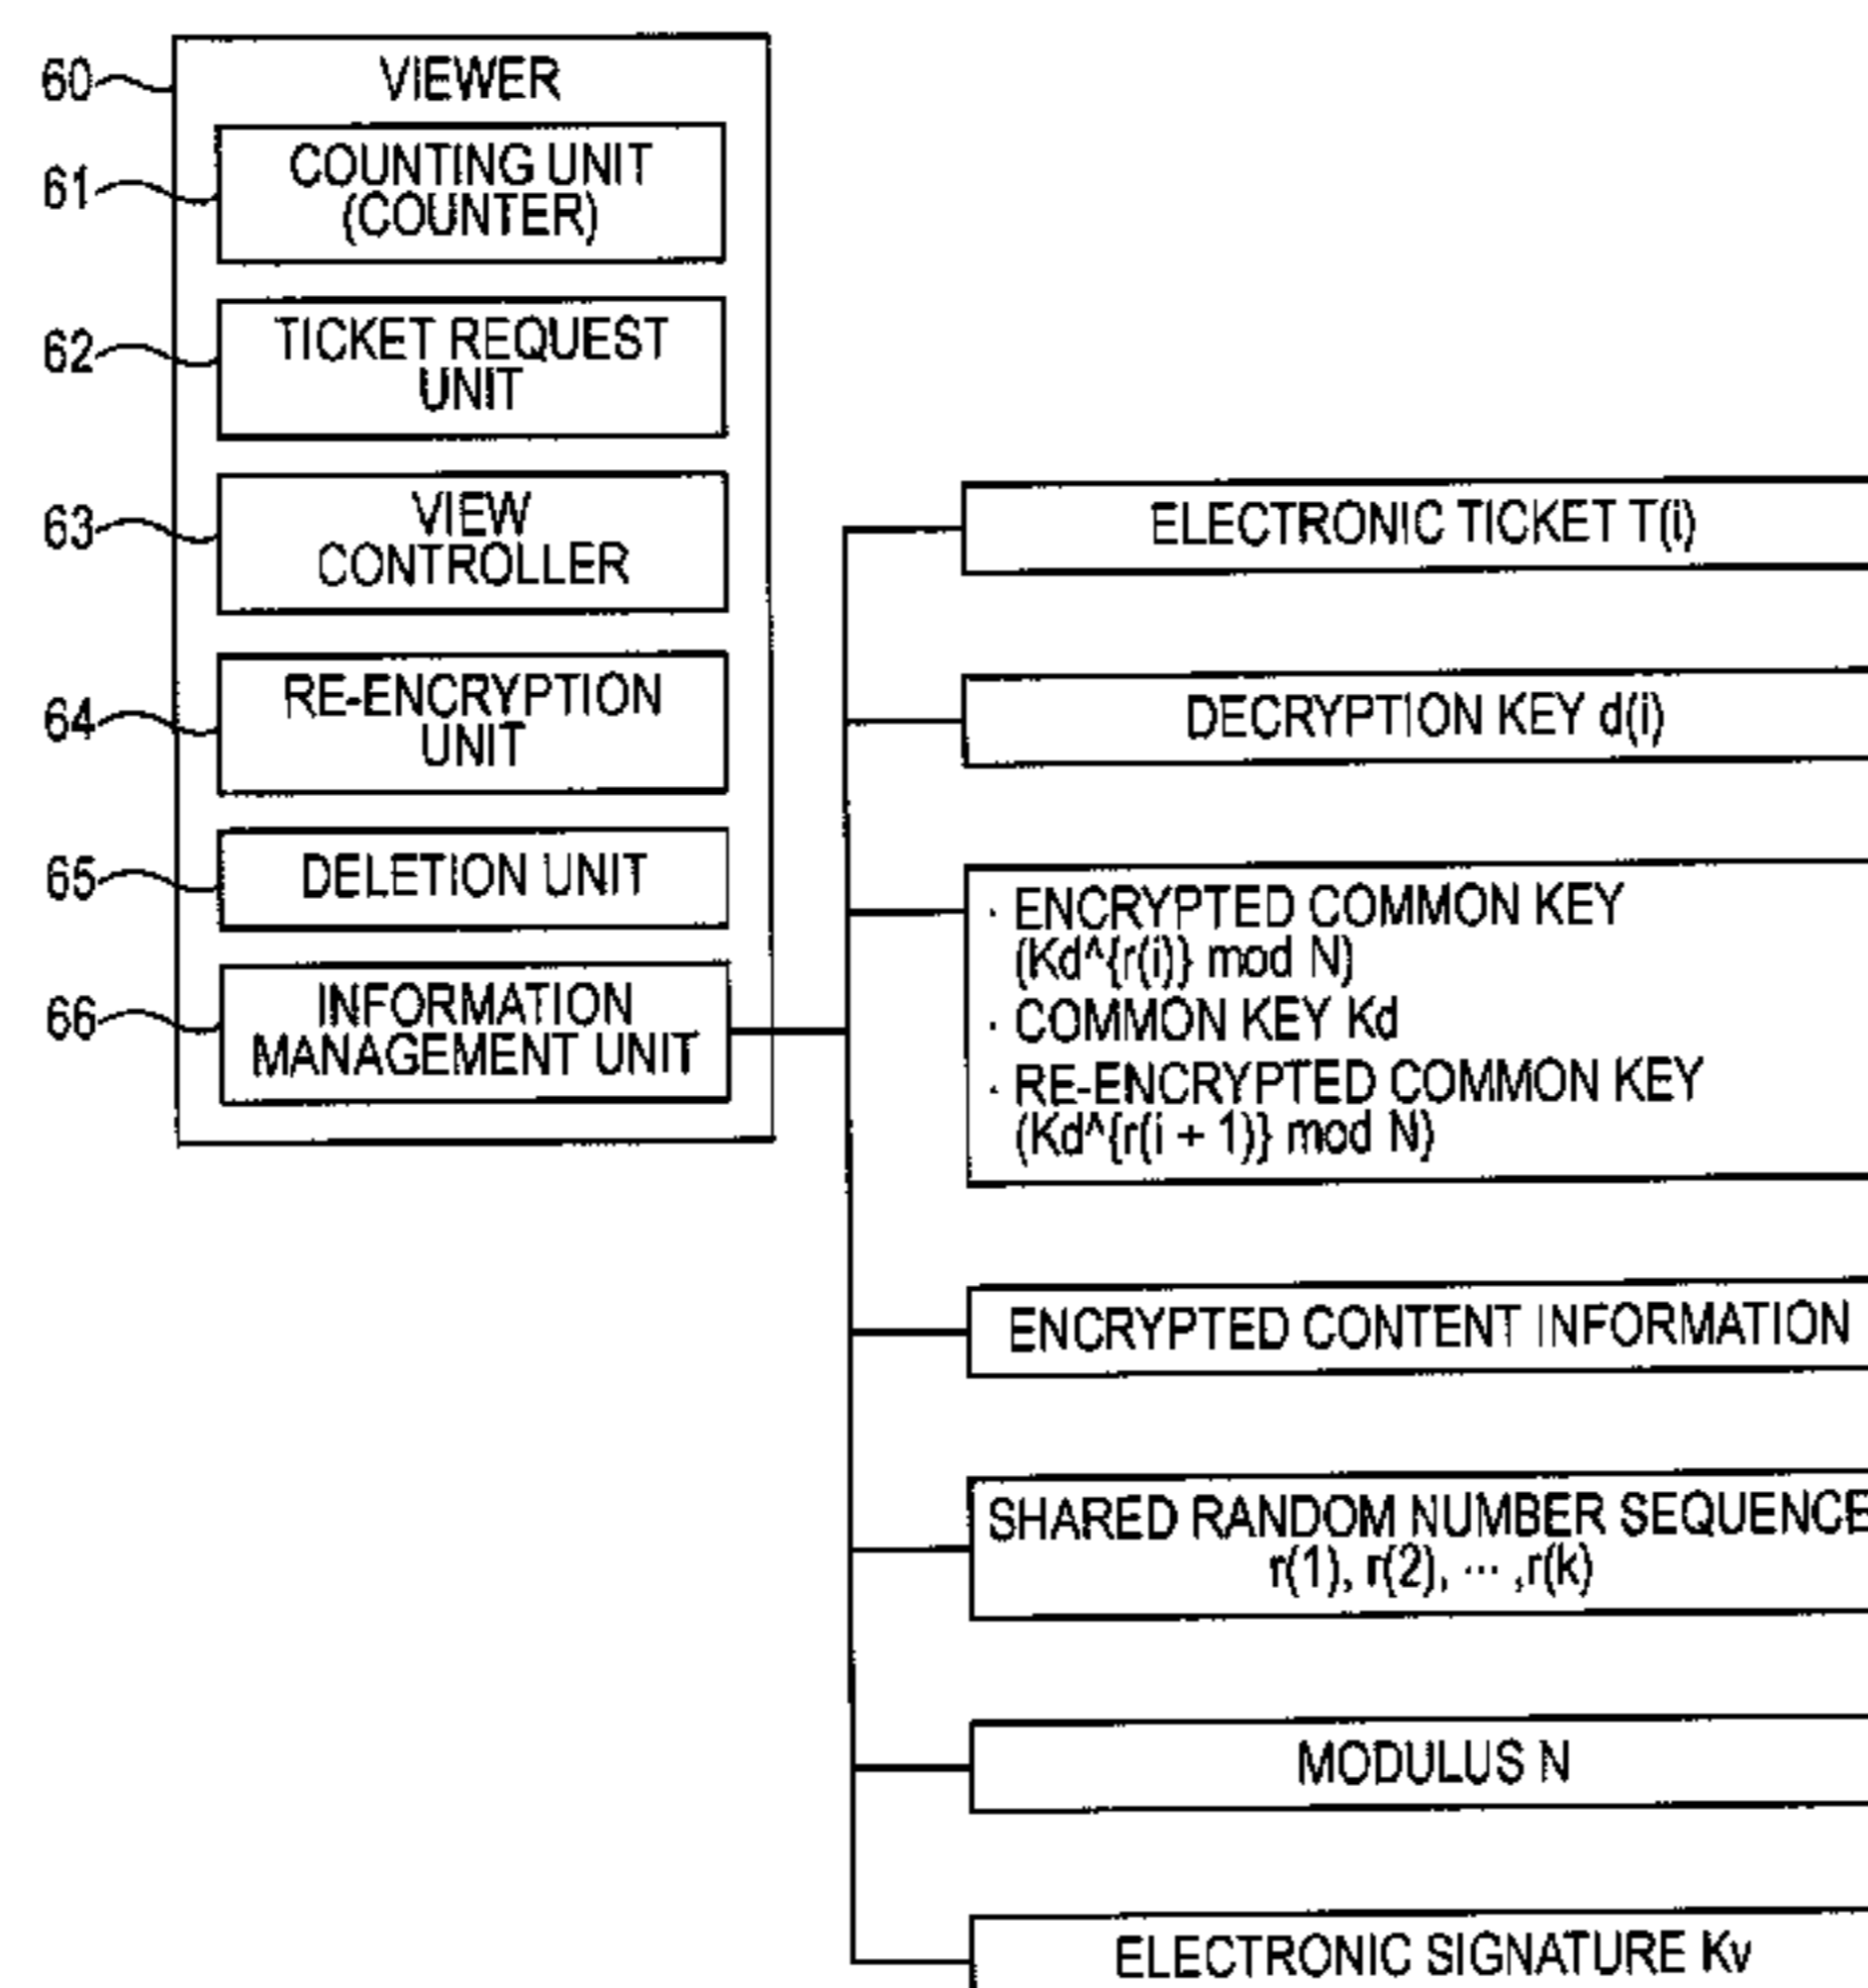 60
VIEWER
61
COUNTING UNIT
(COUNTER)
62
TICKET REQUEST
UNIT
63
VIEW
CONTROLLER
64
RE-ENCRYPTION
UNIT
65
DELETION UNIT
66
INFORMATION
MANAGEMENT UNIT
ELECTRONIC TICKET T(i)
DECRYPTION KEY d(i)
· ENCRYPTED COMMON KEY
(Kd^{r(i)} mod N)
· COMMON KEY Kd
· RE-ENCRYPTED COMMON KEY
(Kd^{r(i + 1)} mod N)
ENCRYPTED CONTENT INFORMATION
SHARED RANDOM NUMBER SEQUENCE
r(1), r(2), ··· ,r(k)
MODULUS N
ELECTRONIC SIGNATURE Kv